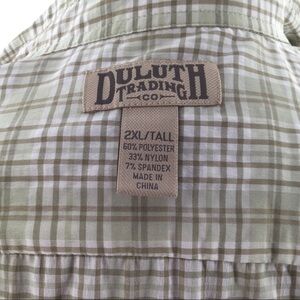 DULUTH
TRADING
CO
2XL/TALL
60% POLYESTER
33% NYLON
7% SPANDEX
MADE IN
CHINA